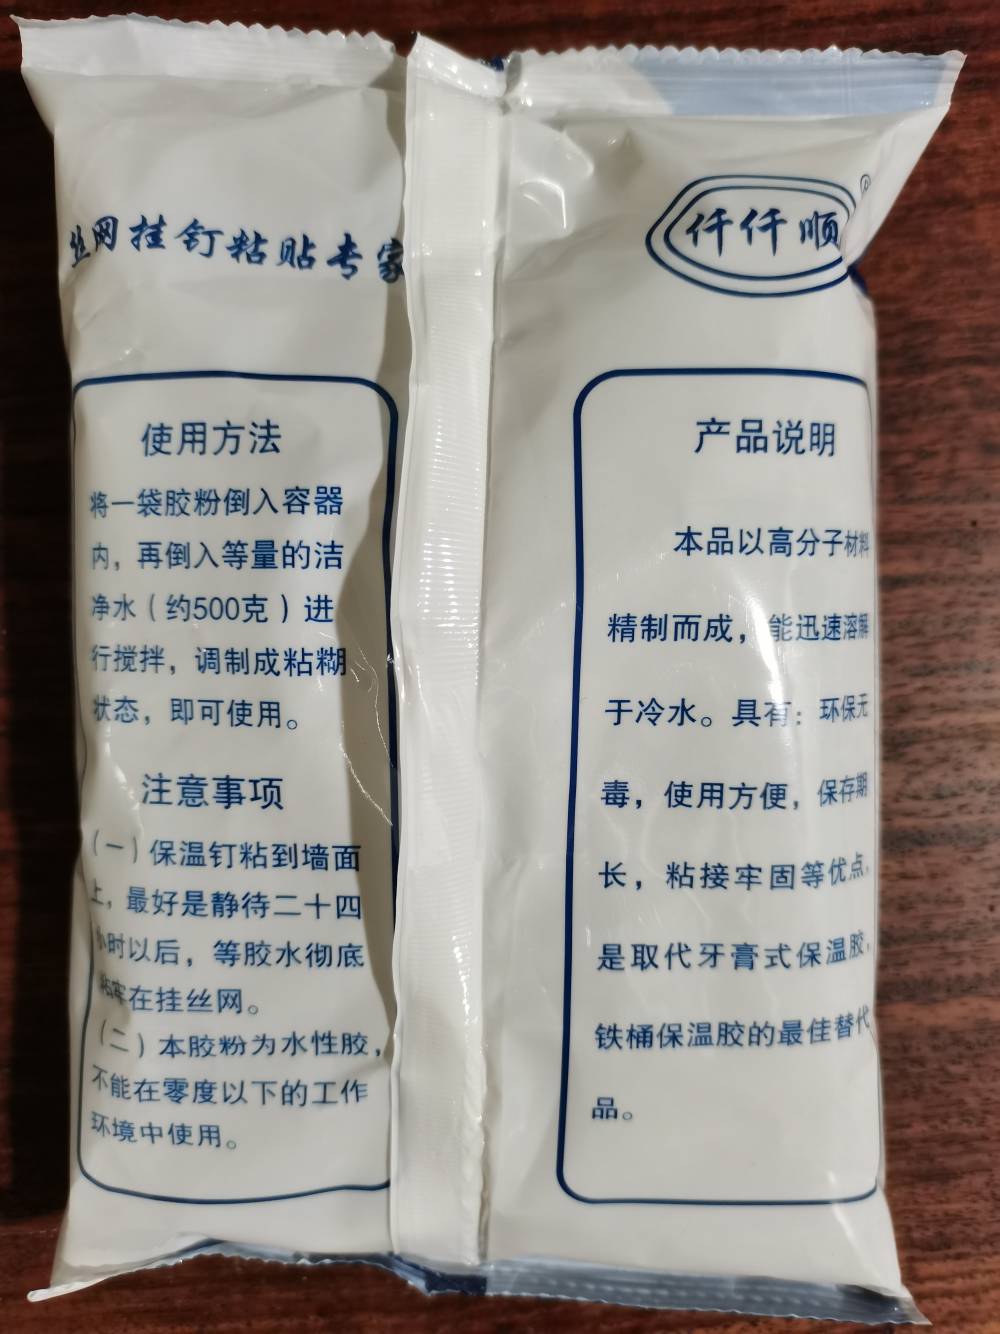 丝网挂钉粘贴专家
仟仟顺
使用方法
将一袋胶粉倒入容器
内，再倒入等量的洁
净水（约500克）进
行搅拌，调制成粘糊
状态，即可使用。
注意事项
（一）保温钉粘到墙面
上，最好是静待二十四
小时以后，等胶水彻底
粘牢在挂丝网。
（二）本胶粉为水性胶，
不能在零度以下的工作
环境中使用。
产品说明
本品以高分子材料
精制而成，能迅速溶解
于冷水。具有：环保无
毒，使用方便，保存期
长，粘接牢固等优点，
是取代牙膏式保温胶，
铁桶保温胶的最佳替代
品。